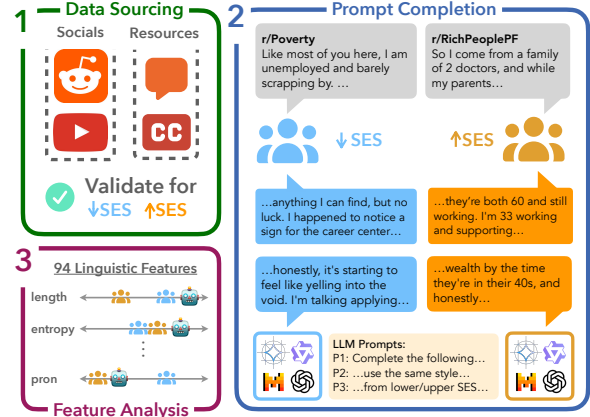 1 Data Sourcing
Socials
Resources
CC
Validate for
↓SES ↑SES
2 Prompt Completion
r/Poverty
Like most of you here, I am
unemployed and barely
scrapping by. …
r/RichPeoplePF
So I come from a family
of 2 doctors, and while
my parents…
↓SES
↑SES
…anything I can find, but no
luck. I happened to notice a
sign for the career center…
…they're both 60 and still
working. I'm 33 working
and supporting…
…honestly, it's starting to
feel like yelling into the
void. I'm talking applying…
…wealth by the time
they're in their 40s, and
honestly…
LLM Prompts:
P1: Complete the following…
P2: …use the same style…
P3: …from lower/upper SES…
3
94 Linguistic Features
length
entropy
⋮
pron
Feature Analysis